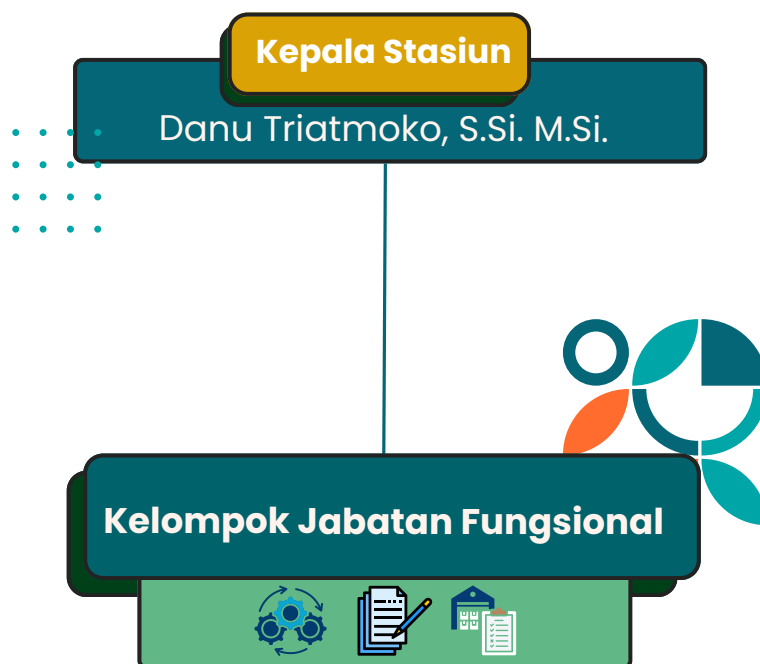 Kepala Stasiun
Danu Triatmoko, S.Si. M.Si.
Kelompok Jabatan Fungsional